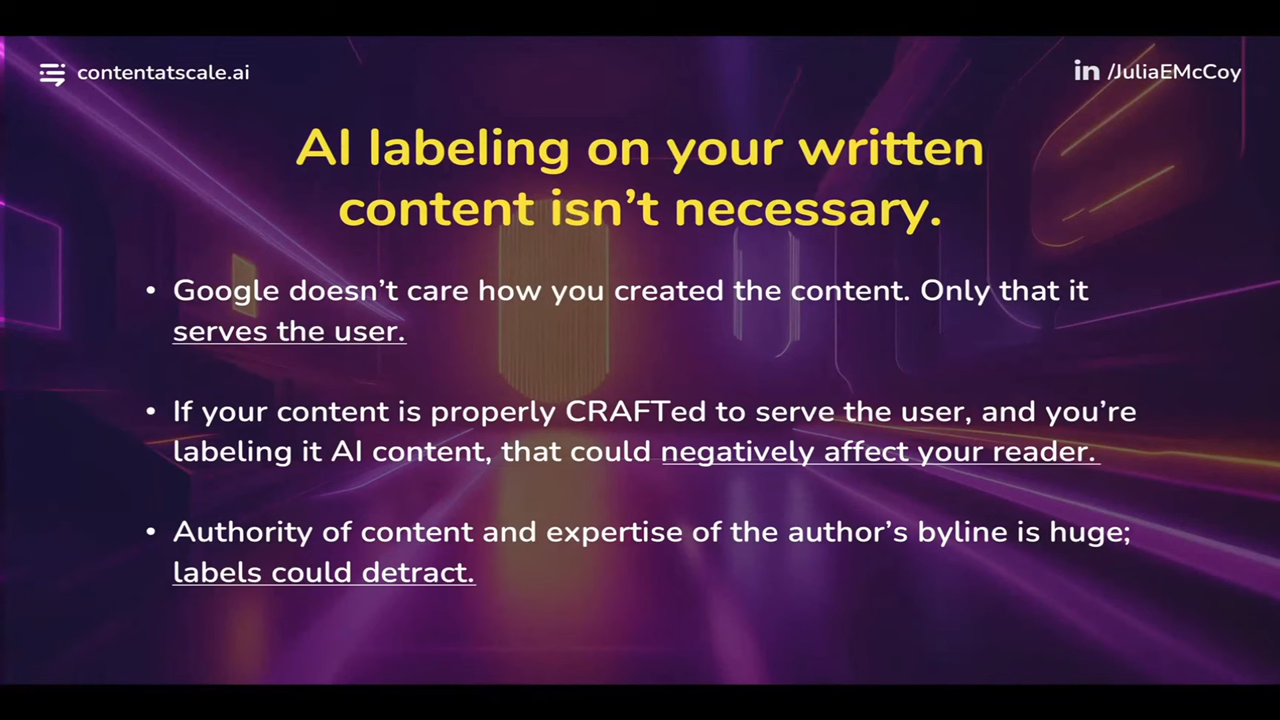 contentatscale.ai
in /JuliaEMcCoy
AI labeling on your written
content isn’t necessary.
• Google doesn’t care how you created the content. Only that it
serves the user.
• If your content is properly CRAFTed to serve the user, and you’re
labeling it AI content, that could negatively affect your reader.
• Authority of content and expertise of the author’s byline is huge;
labels could detract.